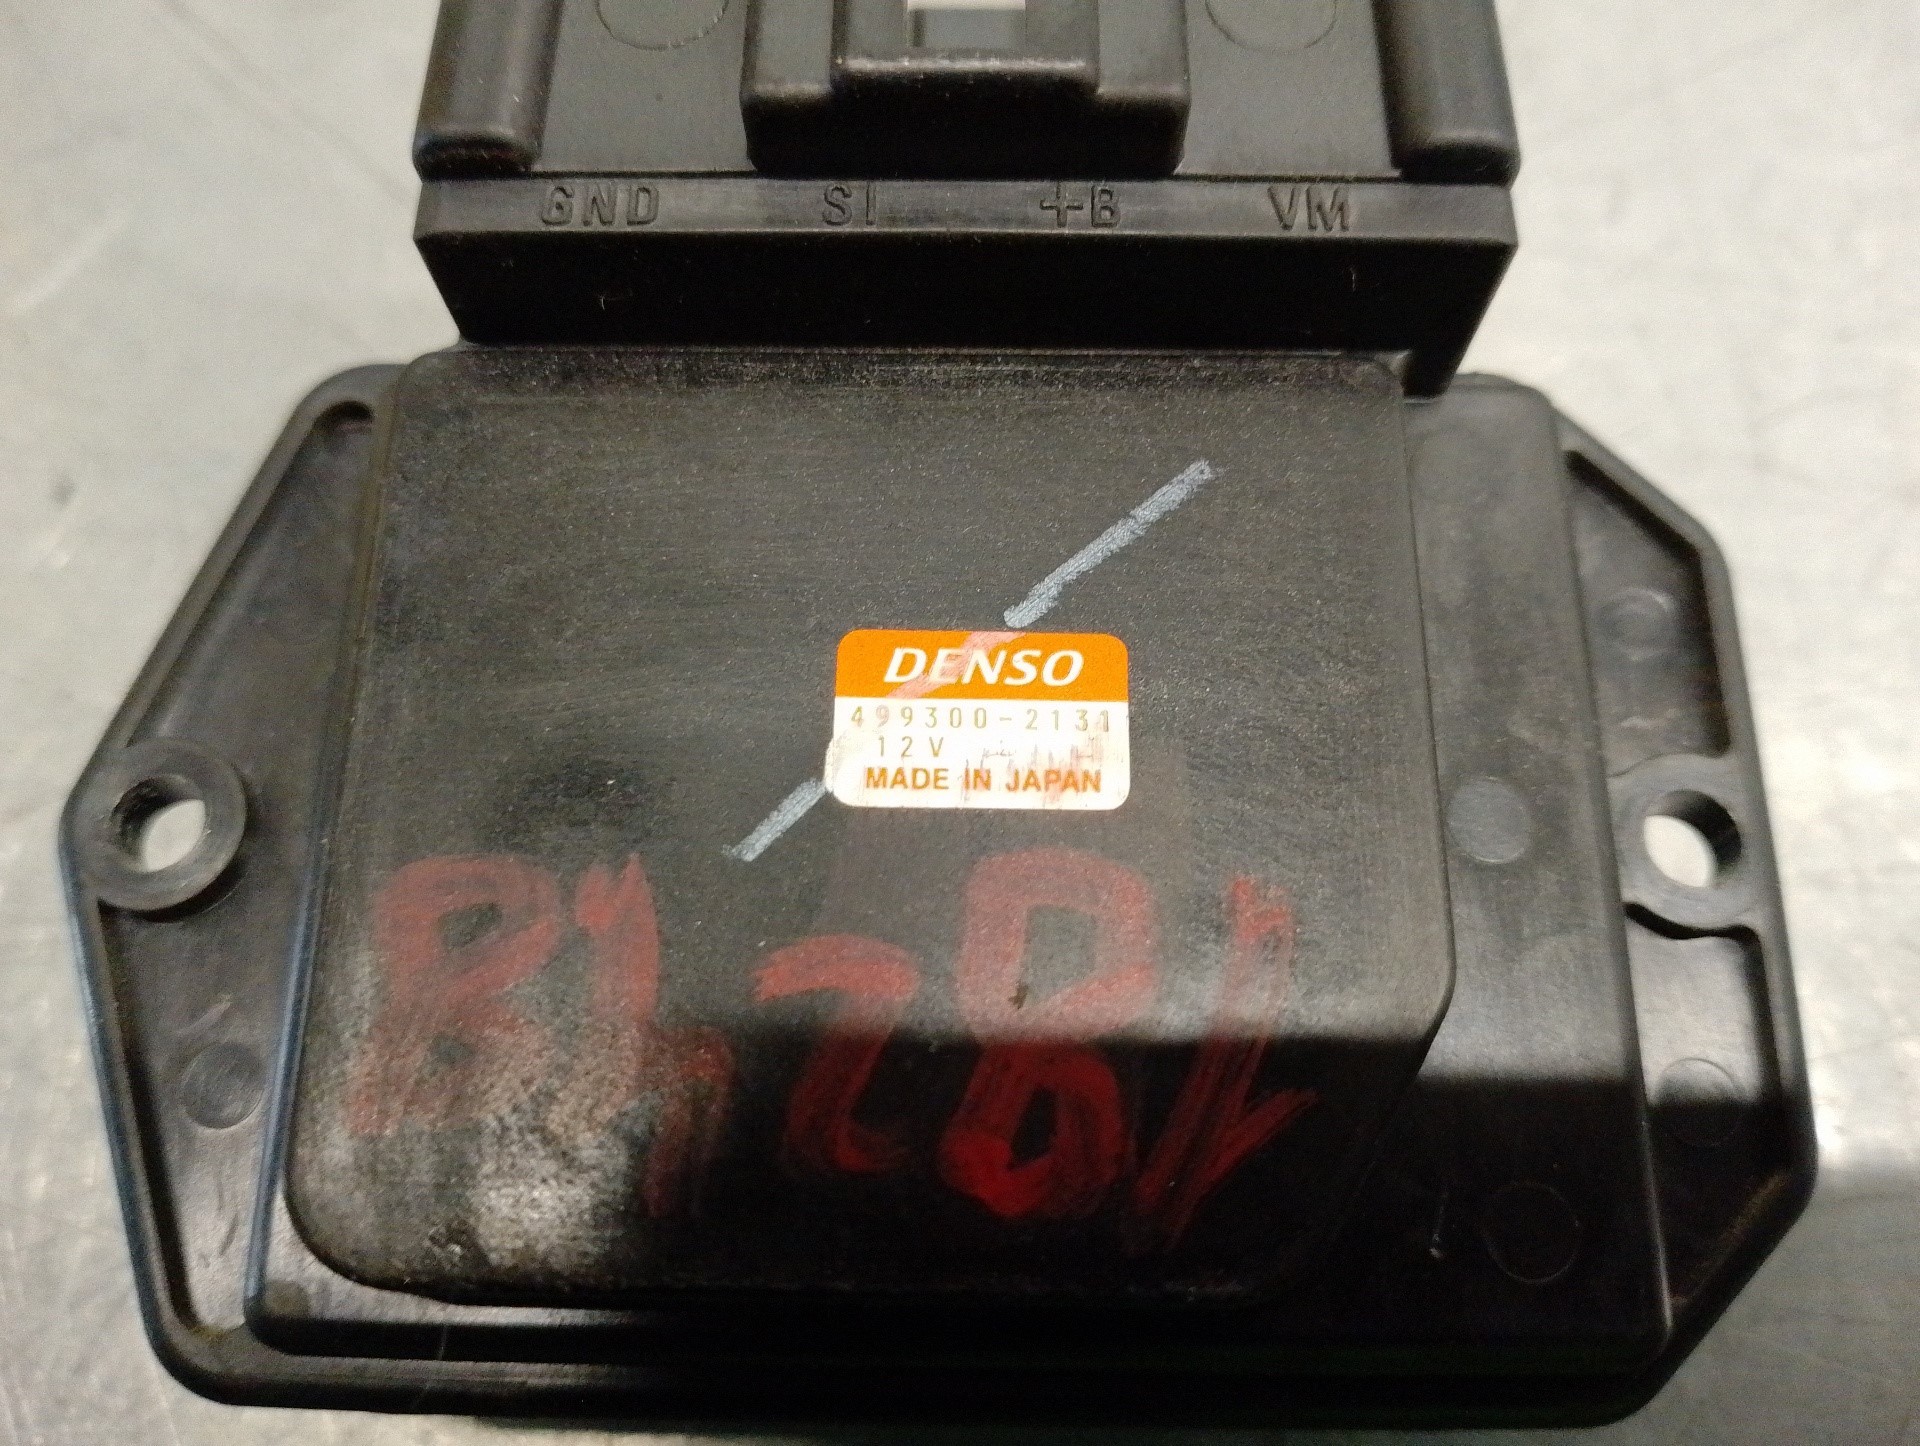 GND SI +B VM
DENSO
499300-2131
12V
MADE IN JAPAN